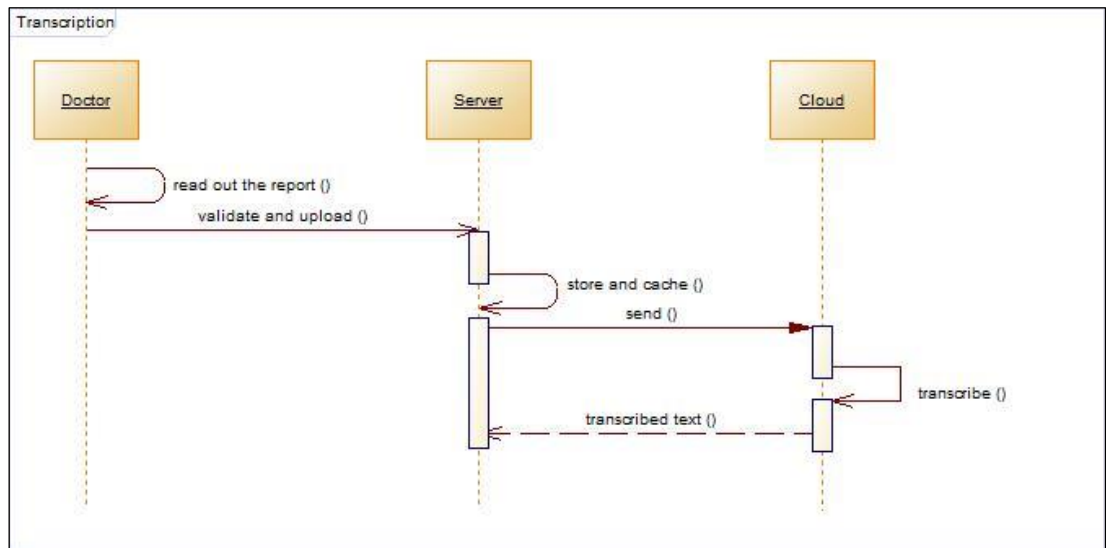 Transcription
Doctor
Server
Cloud
read out the report ()
validate and upload ()
store and cache ()
send ()
transcribe ()
transcribed text ()